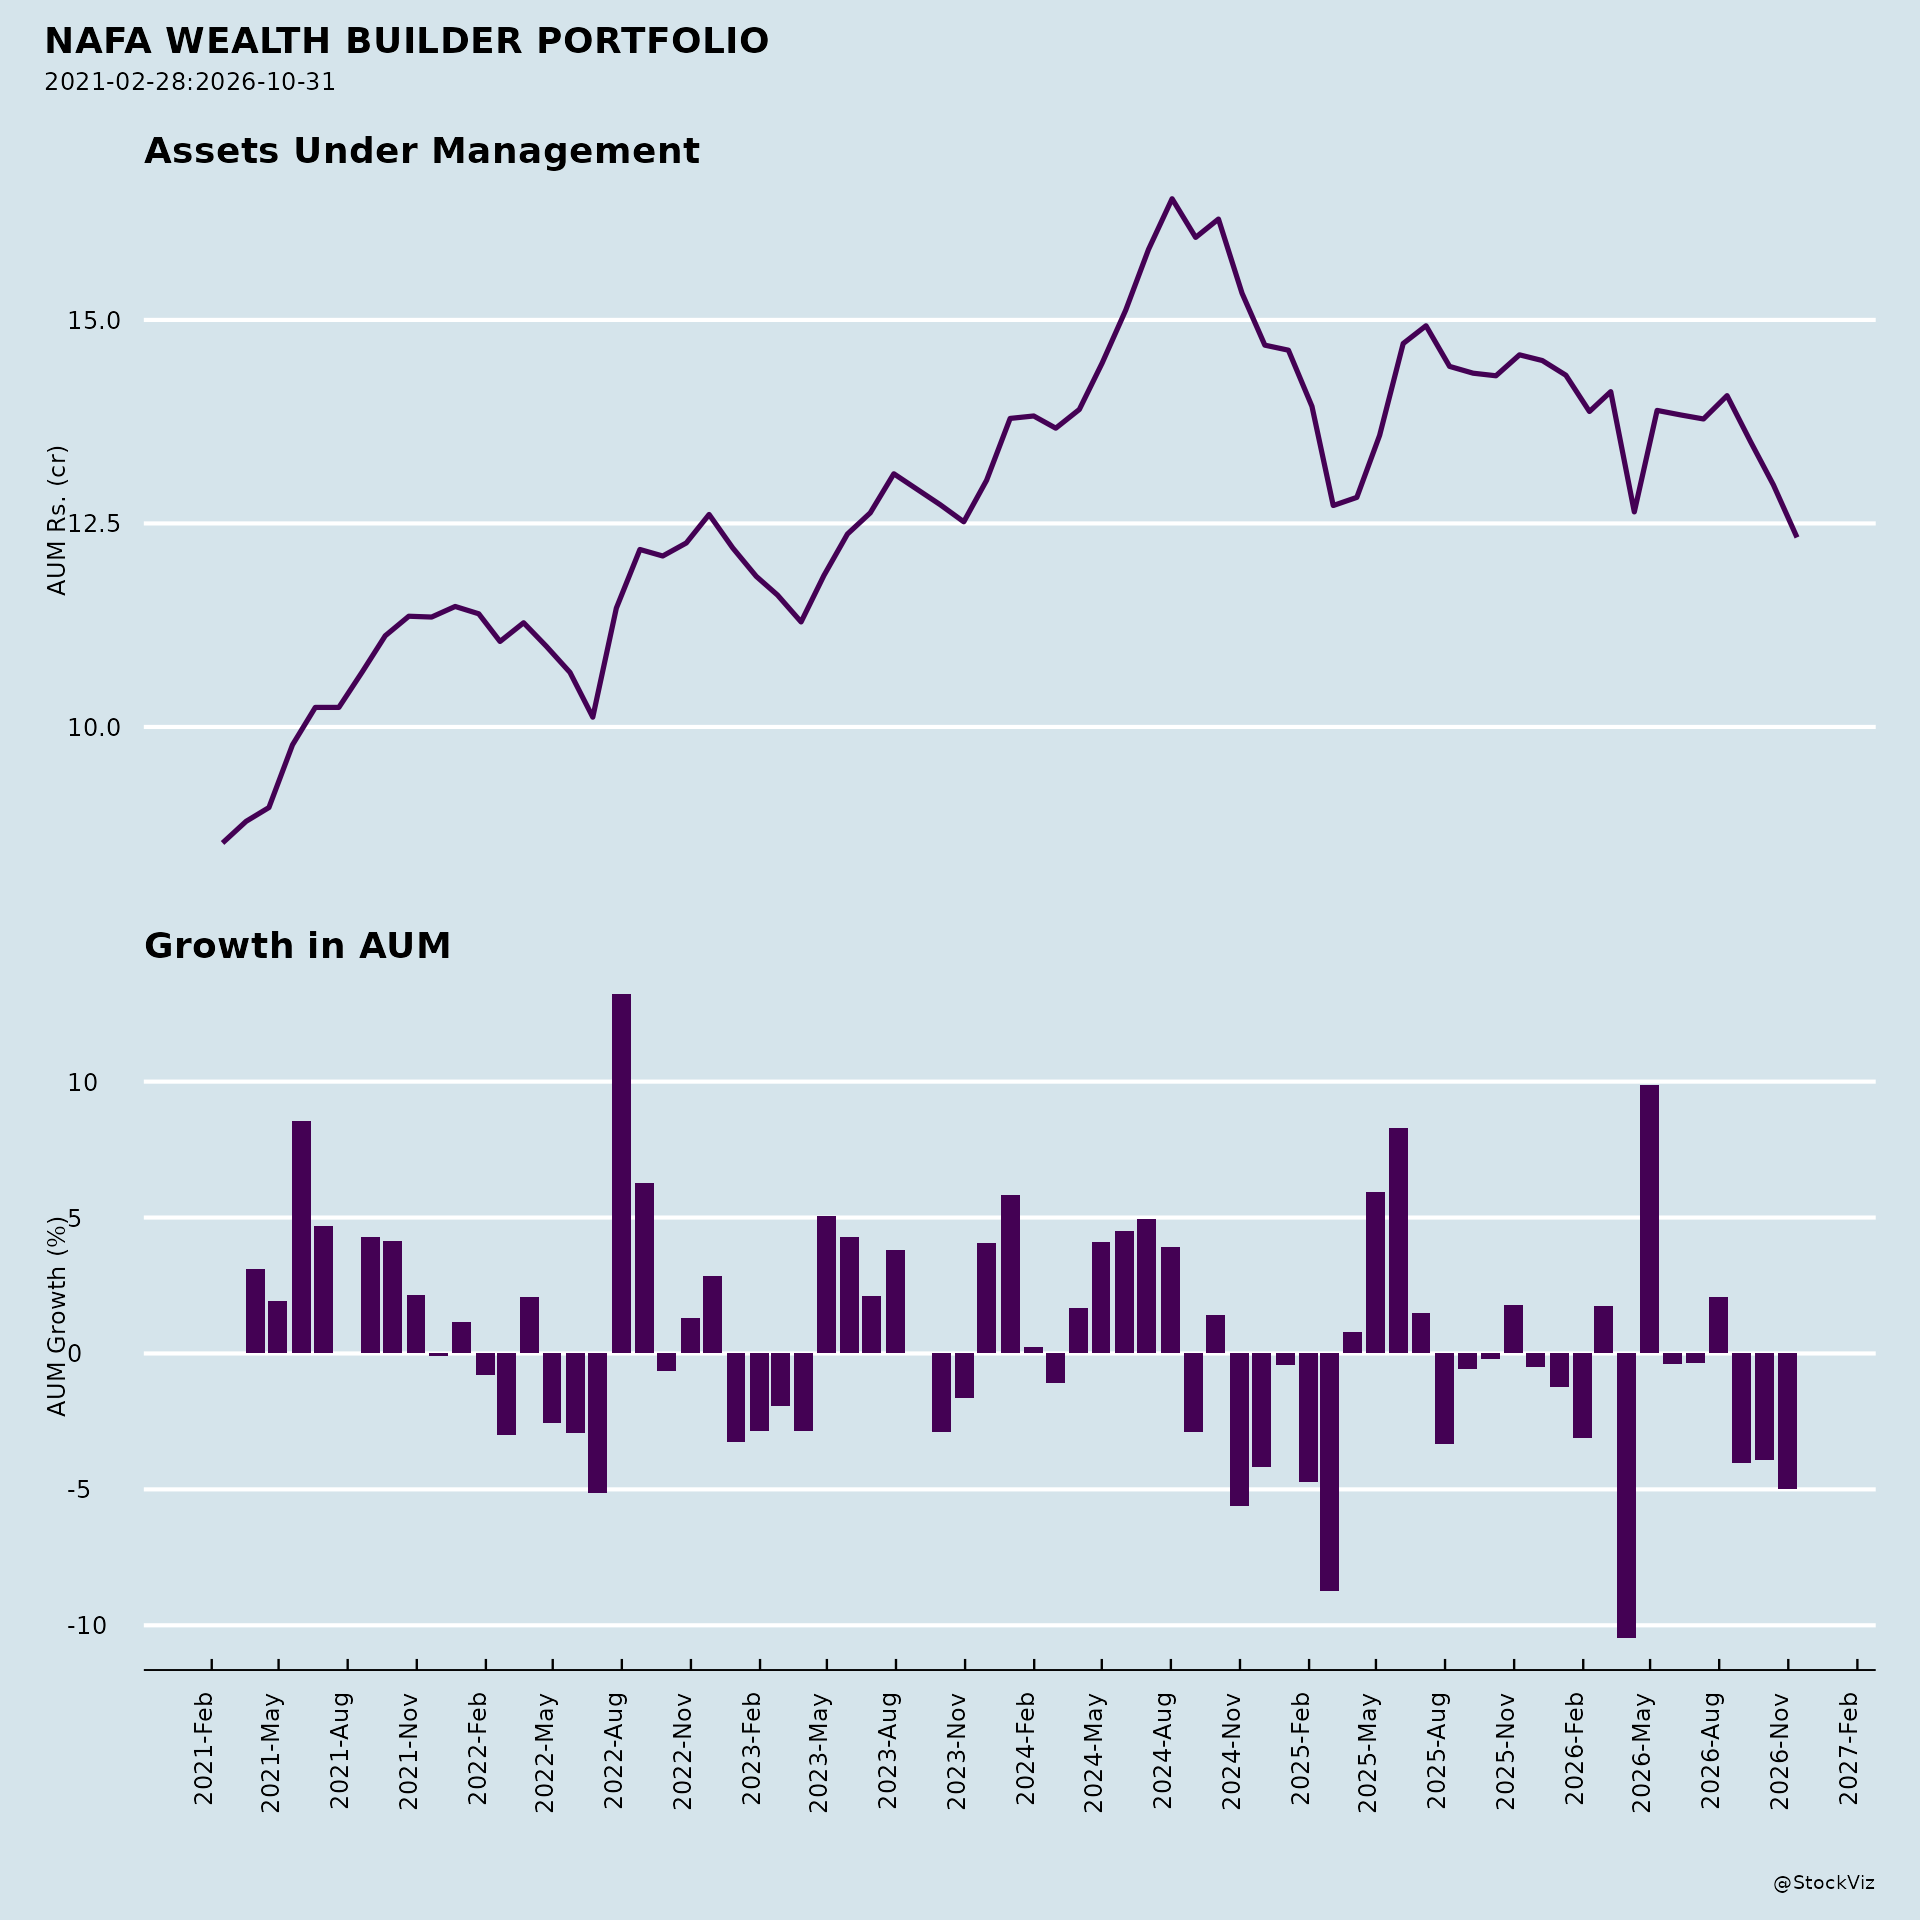 NAFA WEALTH BUILDER PORTFOLIO
2021-02-28:2026-10-31
Assets Under Management
AUM Rs. (cr)
15.0
12.5
10.0
Growth in AUM
AUM Growth (%)
10
5
0
-5
-10
2021-Feb
2021-May
2021-Aug
2021-Nov
2022-Feb
2022-May
2022-Aug
2022-Nov
2023-Feb
2023-May
2023-Aug
2023-Nov
2024-Feb
2024-May
2024-Aug
2024-Nov
2025-Feb
2025-May
2025-Aug
2025-Nov
2026-Feb
2026-May
2026-Aug
2026-Nov
2027-Feb
@StockViz